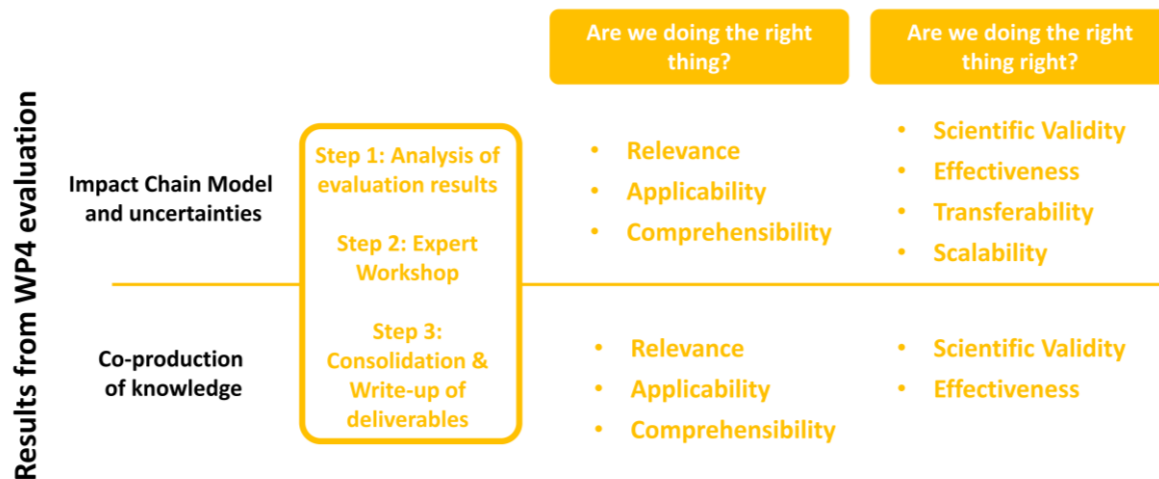 Results from WP4 evaluation
Are we doing the right
thing?
Are we doing the right
thing right?
Impact Chain Model
and uncertainties
Step 1: Analysis of
evaluation results
Step 2: Expert
Workshop
Step 3:
Consolidation &
Write-up of
deliverables
• Relevance
• Applicability
• Comprehensibility
• Scientific Validity
• Effectiveness
• Transferability
• Scalability
Co-production
of knowledge
• Relevance
• Applicability
• Comprehensibility
• Scientific Validity
• Effectiveness